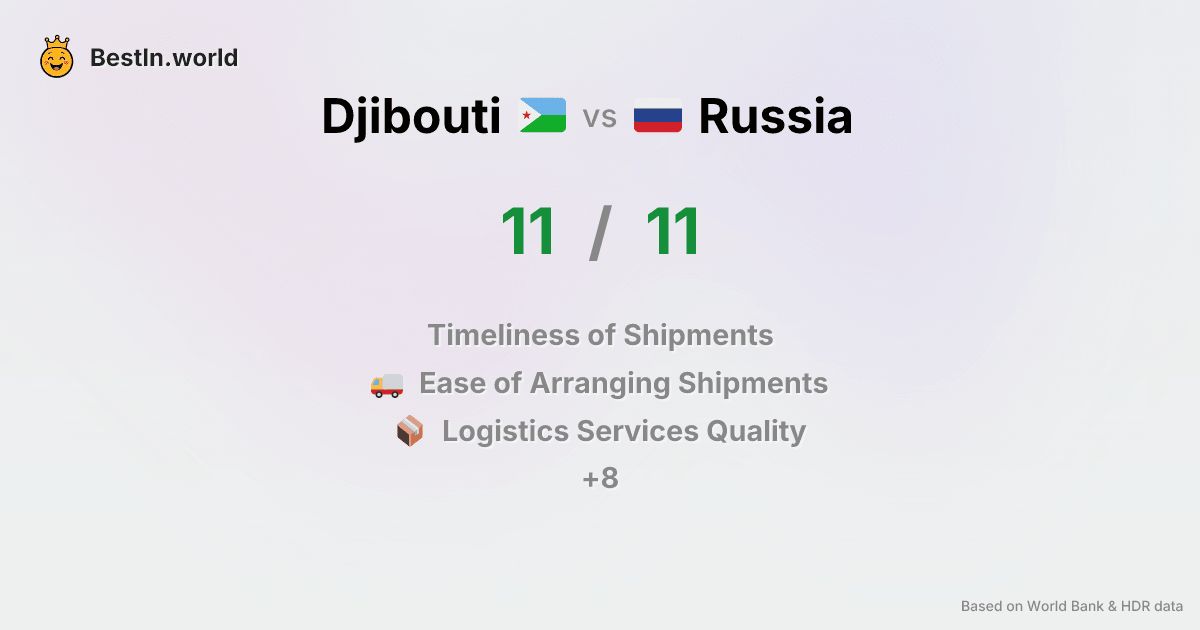 BestIn.world
Djibouti vs Russia
11 / 11
Timeliness of Shipments
Ease of Arranging Shipments
Logistics Services Quality
+8
Based on World Bank & HDR data